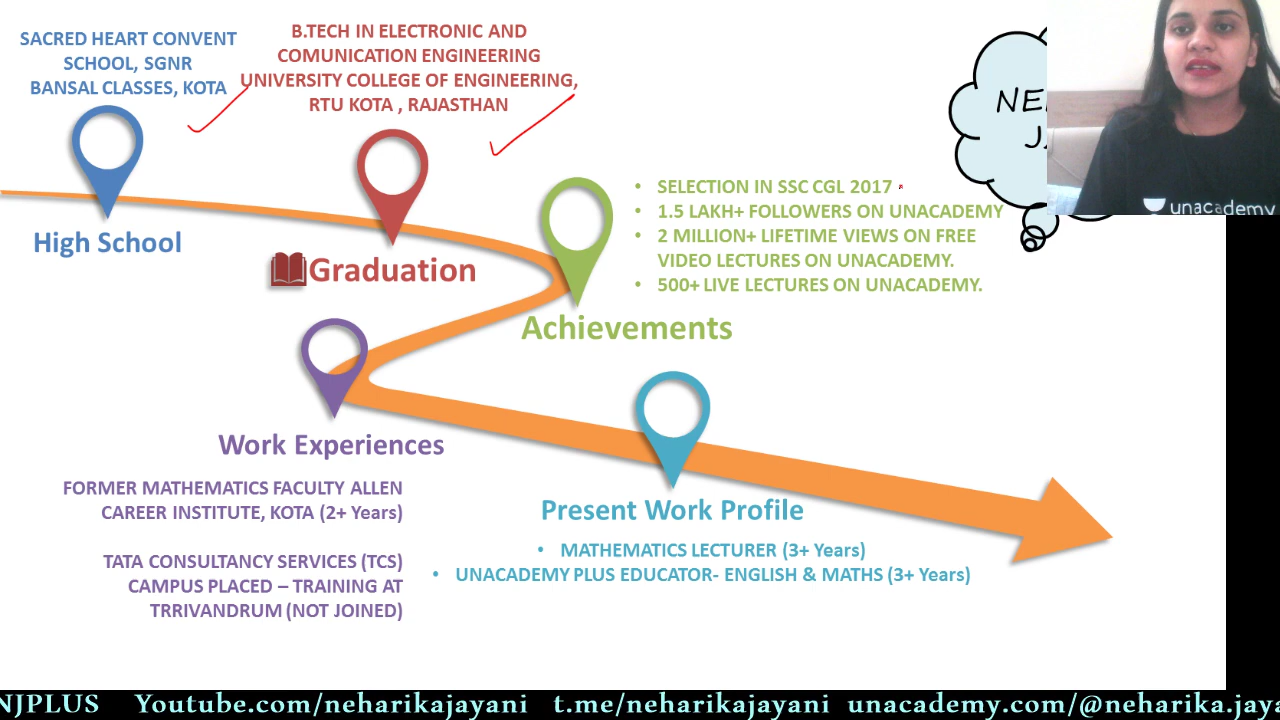 SACRED HEART CONVENT
SCHOOL, SGNR
BANSAL CLASSES, KOTA
High School
B.TECH IN ELECTRONIC AND
COMUNICATION ENGINEERING
UNIVERSITY COLLEGE OF ENGINEERING,
RTU KOTA , RAJASTHAN
Graduation
• SELECTION IN SSC CGL 2017
• 1.5 LAKH+ FOLLOWERS ON UNACADEMY
• 2 MILLION+ LIFETIME VIEWS ON FREE
VIDEO LECTURES ON UNACADEMY.
• 500+ LIVE LECTURES ON UNACADEMY.
Achievements
unacademy
Work Experiences
FORMER MATHEMATICS FACULTY ALLEN
CAREER INSTITUTE, KOTA (2+ Years)
TATA CONSULTANCY SERVICES (TCS)
CAMPUS PLACED – TRAINING AT
TRRIVANDRUM (NOT JOINED)
Present Work Profile
• MATHEMATICS LECTURER (3+ Years)
• UNACADEMY PLUS EDUCATOR- ENGLISH & MATHS (3+ Years)
NJPLUS Youtube.com/neharikajayani t.me/neharikajayani unacademy.com/@neharika.jaya